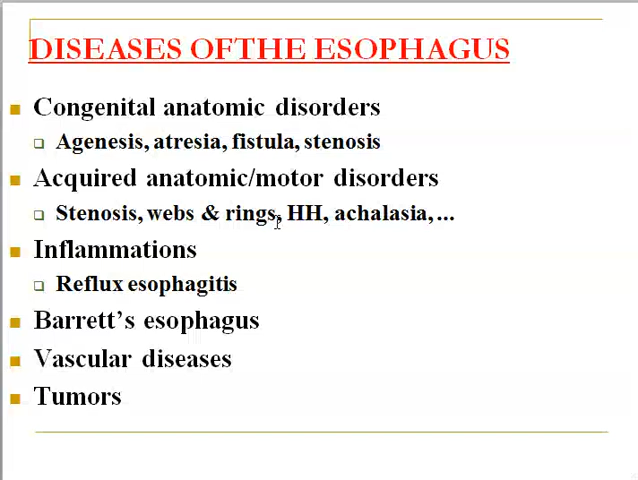 DISEASES OFTHE ESOPHAGUS
Congenital anatomic disorders
Agenesis, atresia, fistula, stenosis
Acquired anatomic/motor disorders
Stenosis, webs & rings, HH, achalasia, ...
Inflammations
Reflux esophagitis
Barrett's esophagus
Vascular diseases
Tumors